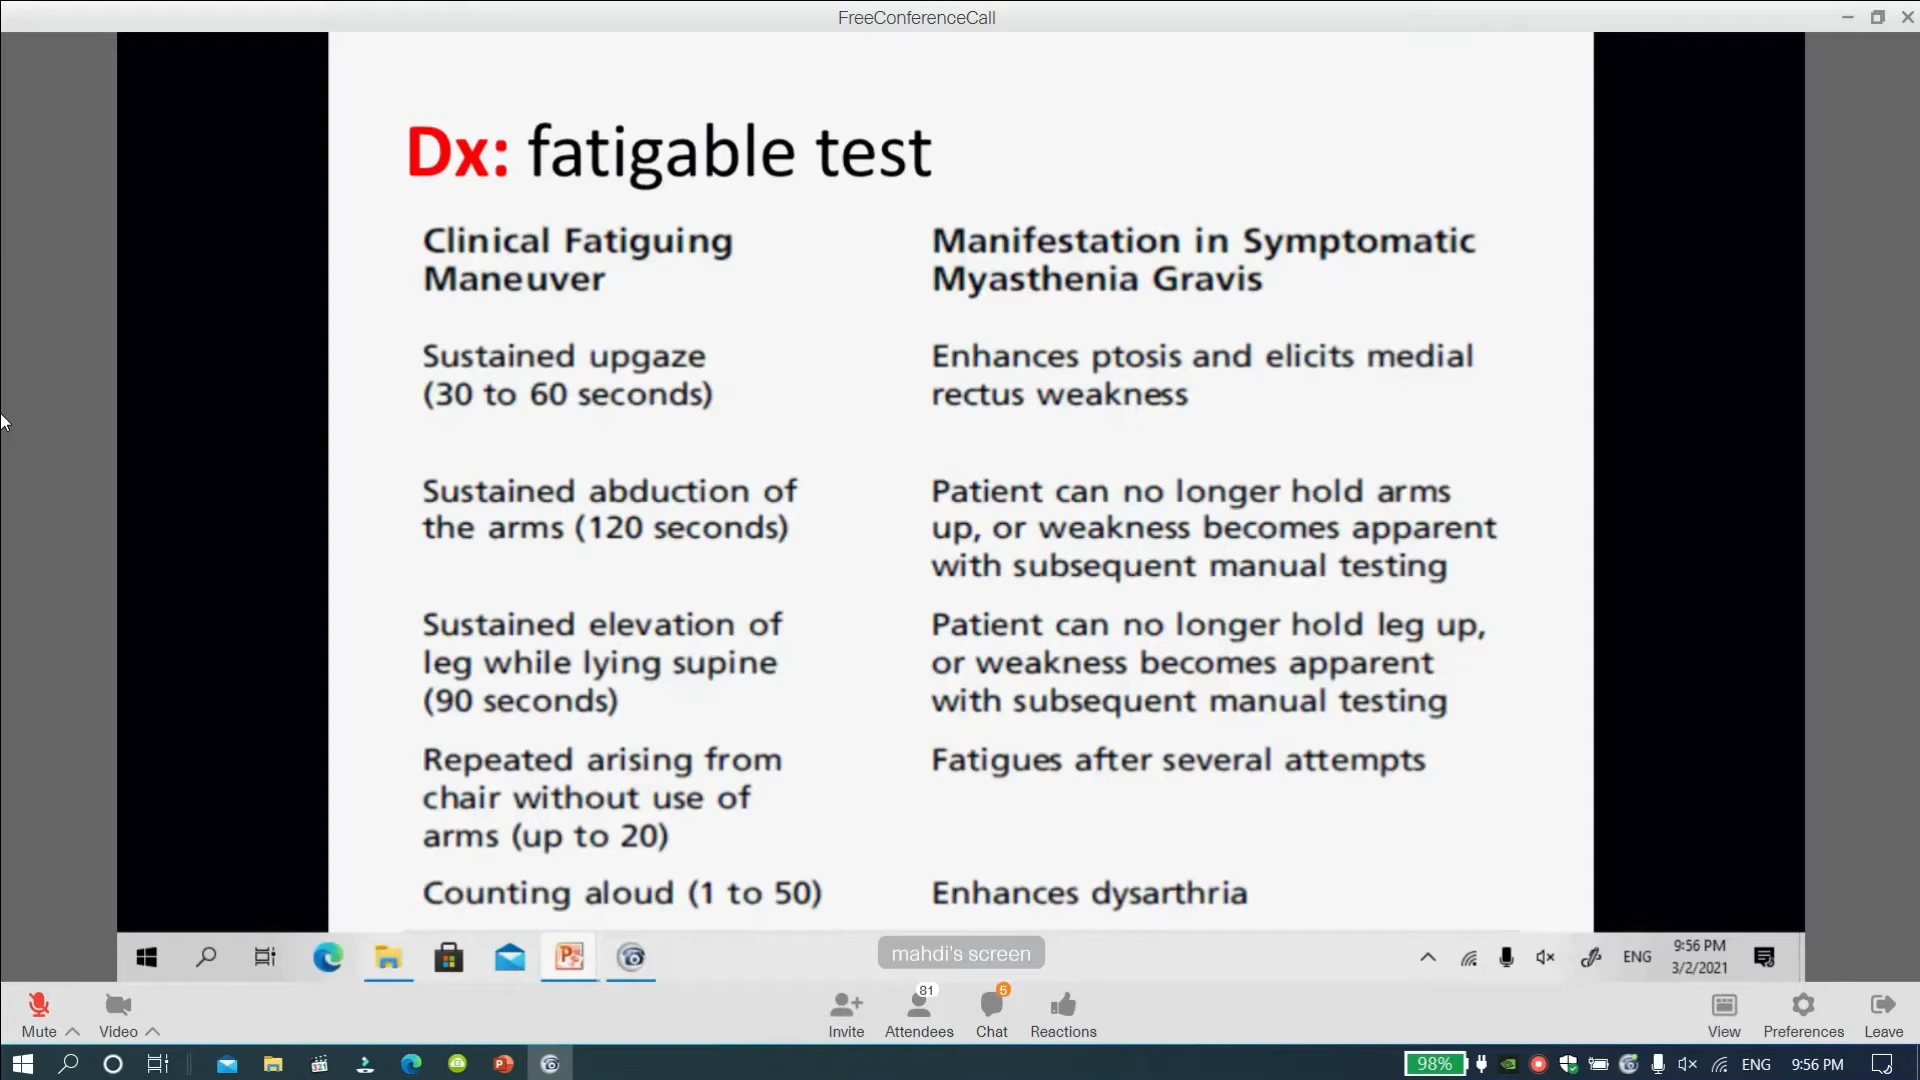 FreeConferenceCall
Dx: fatigable test
Clinical Fatiguing
Maneuver
Manifestation in Symptomatic
Myasthenia Gravis
Sustained upgaze
(30 to 60 seconds)
Enhances ptosis and elicits medial
rectus weakness
Sustained abduction of
the arms (120 seconds)
Patient can no longer hold arms
up, or weakness becomes apparent
with subsequent manual testing
Sustained elevation of
leg while lying supine
(90 seconds)
Patient can no longer hold leg up,
or weakness becomes apparent
with subsequent manual testing
Repeated arising from
chair without use of
arms (up to 20)
Fatigues after several attempts
Counting aloud (1 to 50)
Enhances dysarthria
mahdi's screen
ENG
9:56 PM
3/2/2021
81
5
Mute
Video
Invite
Attendees
Chat
Reactions
View
Preferences
Leave
98%
ENG
9:56 PM